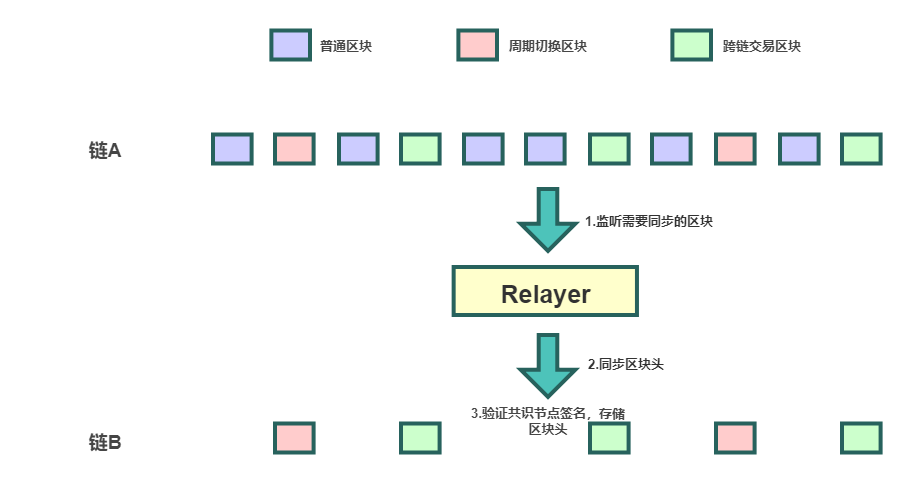 普通区块
周期切换区块
跨链交易区块
链A
1.监听需要同步的区块
Relayer
2.同步区块头
3.验证共识节点签名，存储
区块头
链B